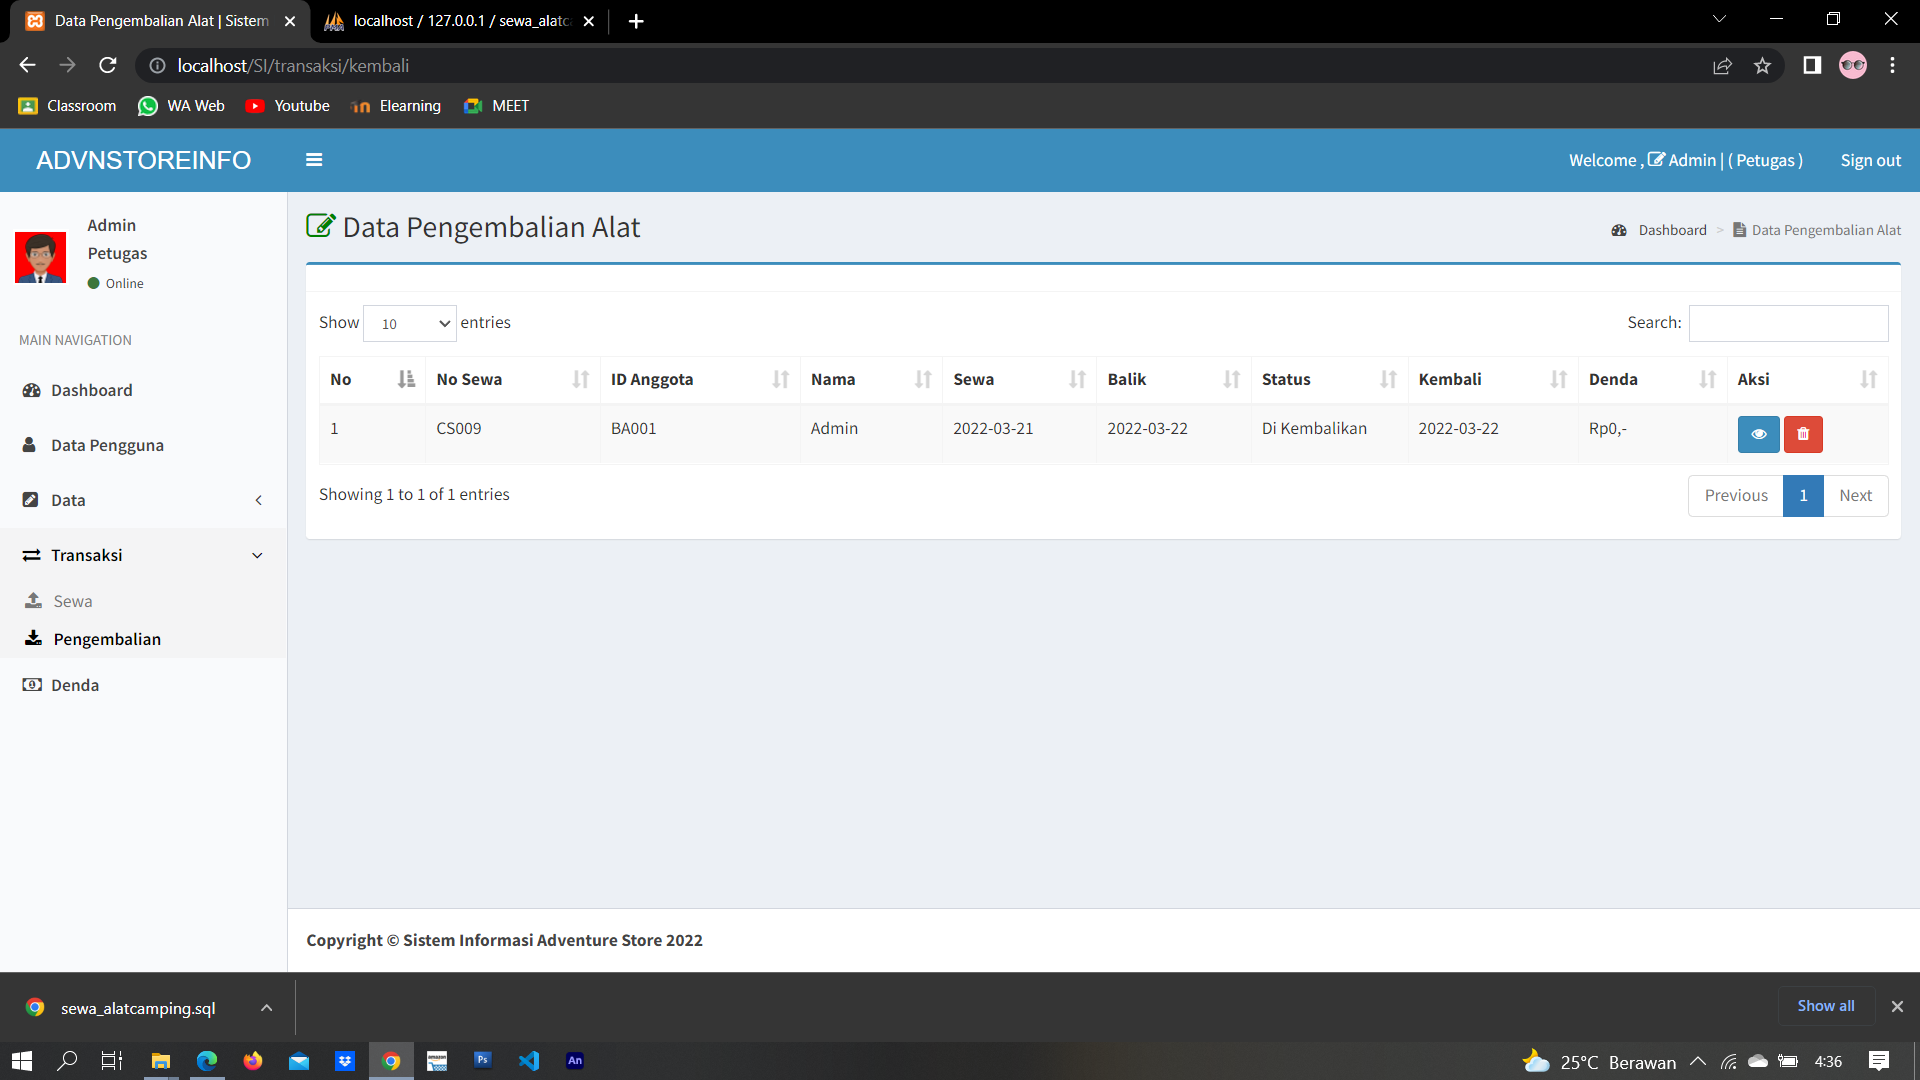 Data Pengembalian Alat | Sistem
localhost / 127.0.0.1 / sewa_alatc
localhost/SI/transaksi/kembali
Classroom
WA Web
Youtube
Elearning
MEET
ADVNSTOREINFO
Welcome , Admin | ( Petugas )
Sign out
Admin
Petugas
Online
MAIN NAVIGATION
Dashboard
Data Pengguna
Data
Transaksi
Sewa
Pengembalian
Denda
Data Pengembalian Alat
Dashboard > Data Pengembalian Alat
Show 10 entries
Search:
No No Sewa ID Anggota Nama Sewa Balik Status Kembali Denda Aksi
1 CS009 BA001 Admin 2022-03-21 2022-03-22 Di Kembalikan 2022-03-22 Rp0,-
Showing 1 to 1 of 1 entries
Previous 1 Next
Copyright © Sistem Informasi Adventure Store 2022
sewa_alatcamping.sql
Show all
Ps
An
25°C Berawan
4:36